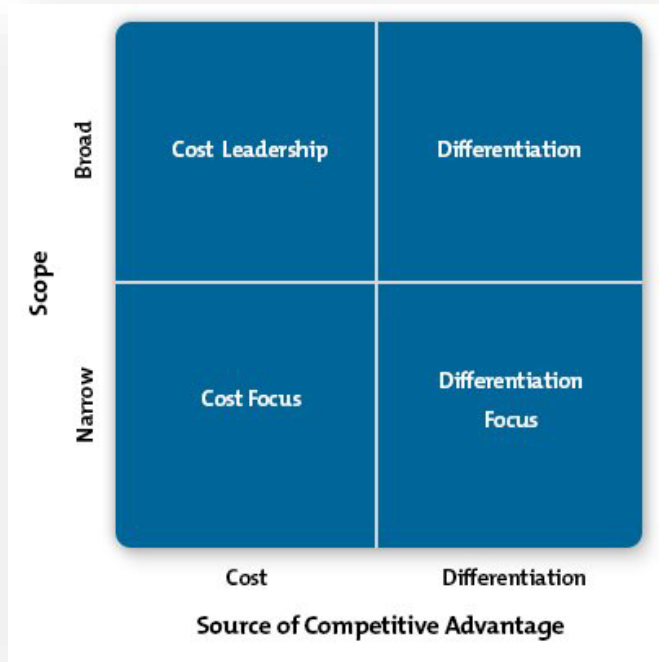 Scope
Broad
Cost Leadership
Differentiation
Narrow
Cost Focus
Differentiation
Focus
Cost
Differentiation
Source of Competitive Advantage